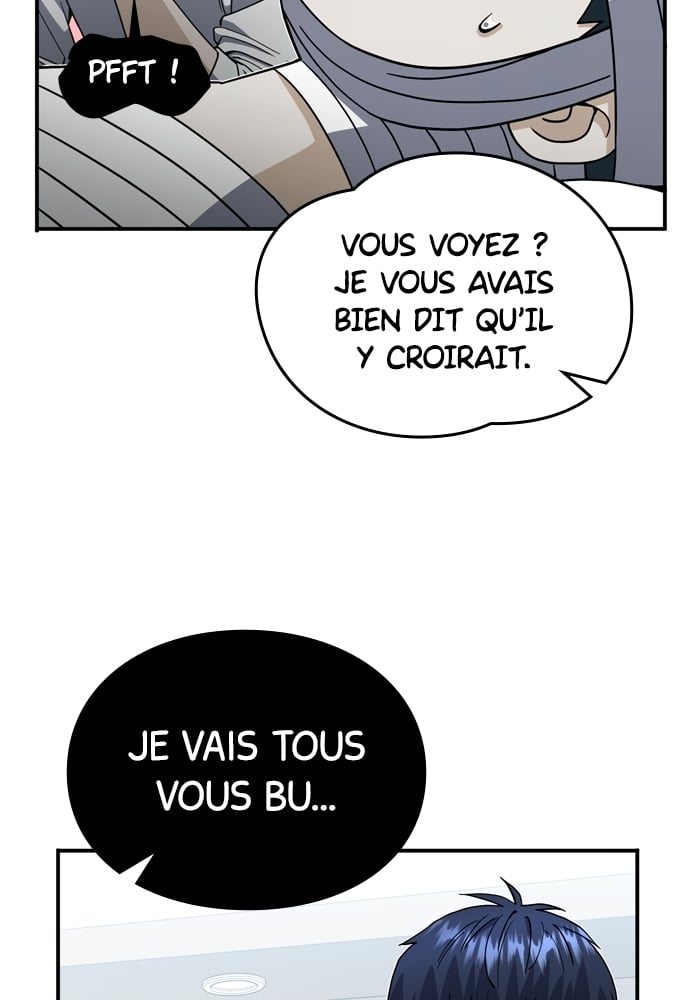 PFFT !
VOUS VOYEZ ?
JE VOUS AVAIS
BIEN DIT QU'IL
Y CROIRAIT.
JE VAIS TOUS
VOUS BU...